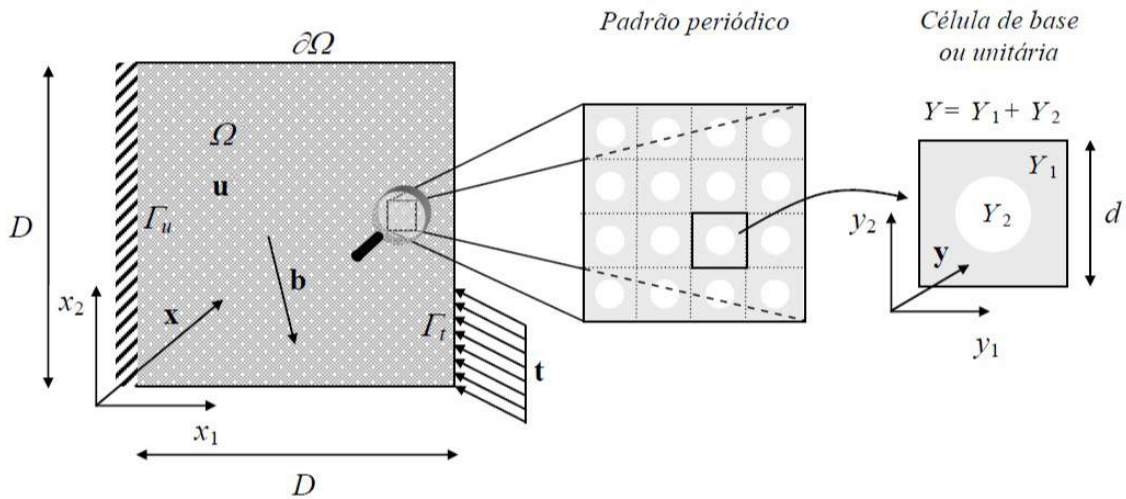 ∂Ω
D
Ω
u
Γu
b
x2
x
x1
Γt
t
D
Padrão periódico
Célula de base
ou unitária
Y = Y1 + Y2
Y1
Y2
d
y2
y
y1